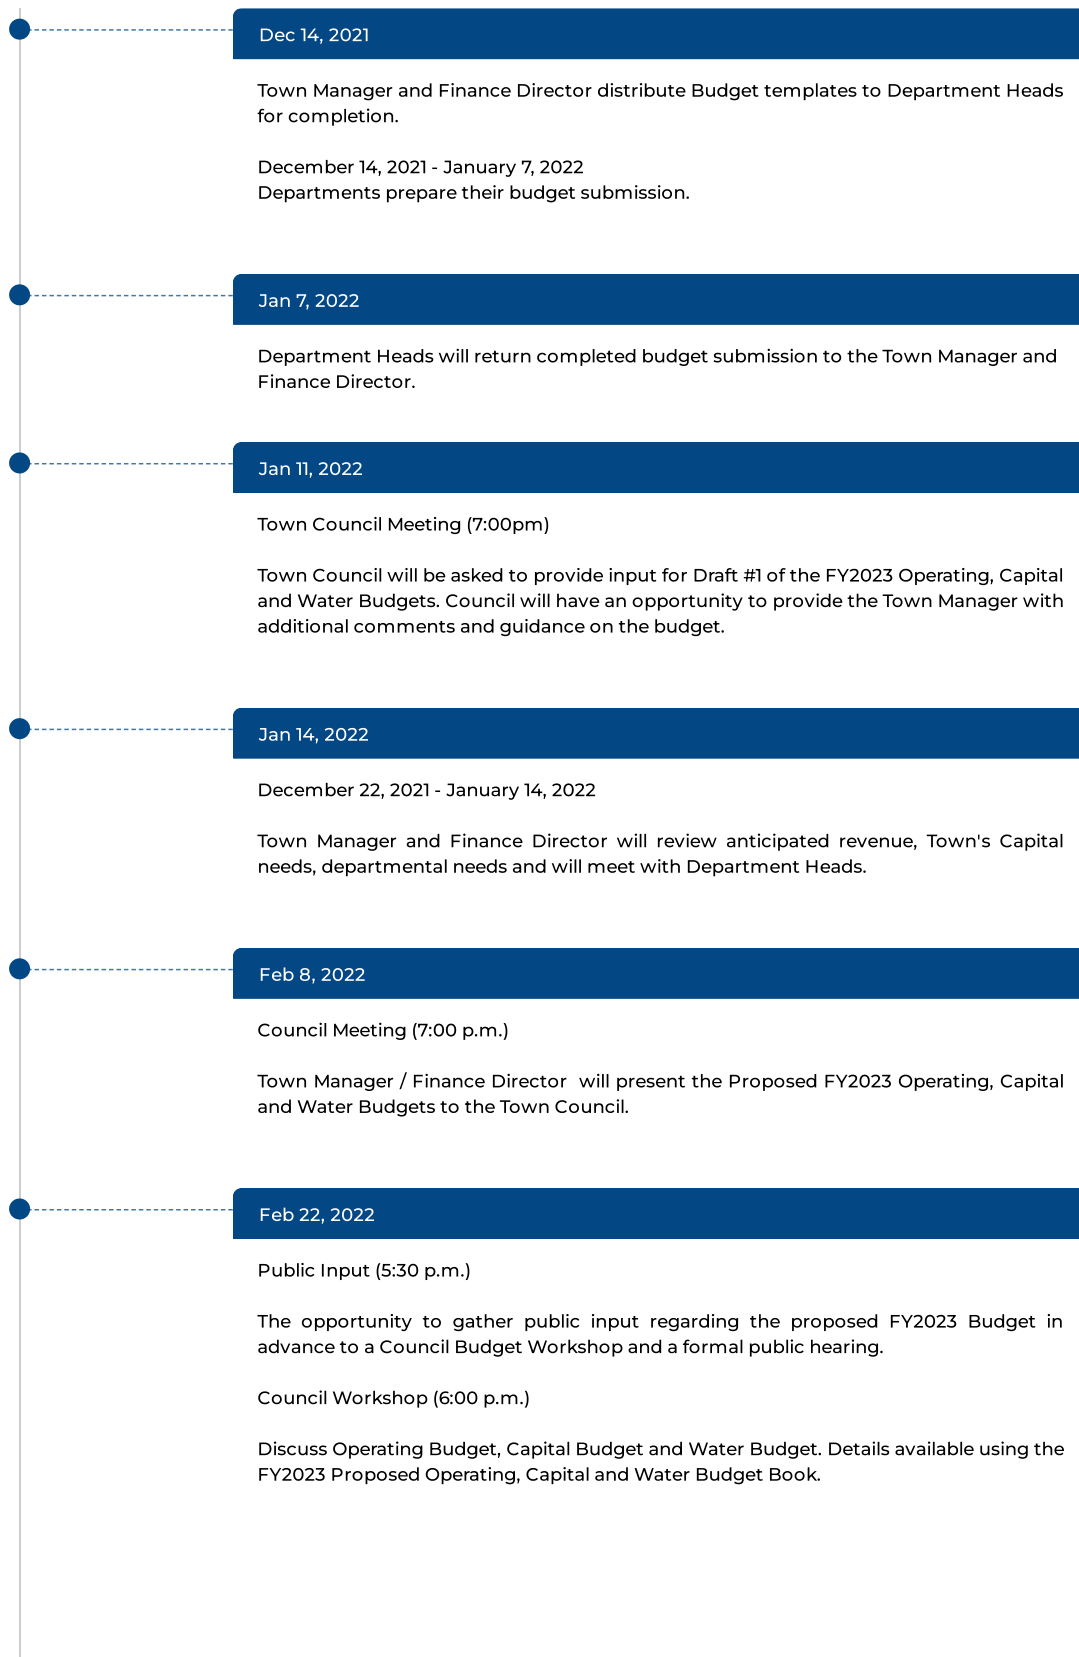 Dec 14, 2021
Town Manager and Finance Director distribute Budget templates to Department Heads
for completion.
December 14, 2021 - January 7, 2022
Departments prepare their budget submission.
Jan 7, 2022
Department Heads will return completed budget submission to the Town Manager and
Finance Director.
Jan 11, 2022
Town Council Meeting (7:00pm)
Town Council will be asked to provide input for Draft #1 of the FY2023 Operating, Capital
and Water Budgets. Council will have an opportunity to provide the Town Manager with
additional comments and guidance on the budget.
Jan 14, 2022
December 22, 2021 - January 14, 2022
Town Manager and Finance Director will review anticipated revenue, Town's Capital
needs, departmental needs and will meet with Department Heads.
Feb 8, 2022
Council Meeting (7:00 p.m.)
Town Manager / Finance Director  will present the Proposed FY2023 Operating, Capital
and Water Budgets to the Town Council.
Feb 22, 2022
Public Input (5:30 p.m.)
The opportunity to gather public input regarding the proposed FY2023 Budget in
advance to a Council Budget Workshop and a formal public hearing.
Council Workshop (6:00 p.m.)
Discuss Operating Budget, Capital Budget and Water Budget. Details available using the
FY2023 Proposed Operating, Capital and Water Budget Book.